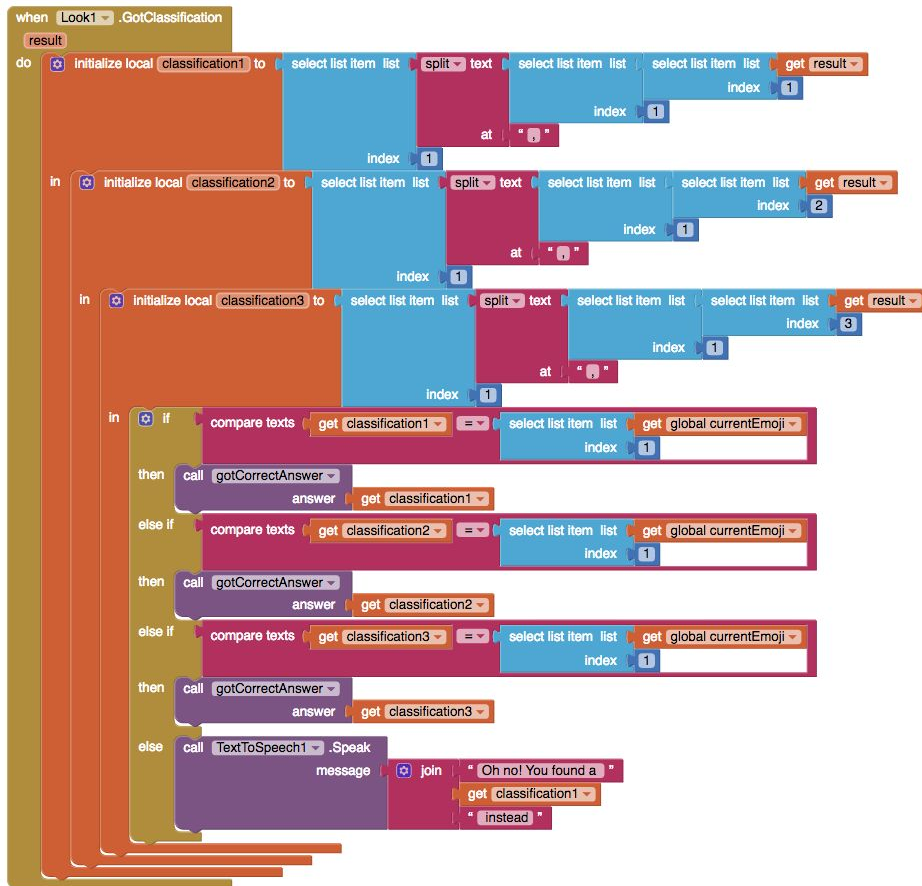 when Look1 .GotClassification
result
do initialize local classification1 to select list item list split text select list item list select list item list get result
index 1
index 1
at " , "
index 1
in initialize local classification2 to select list item list split text select list item list select list item list get result
index 2
index 1
at " , "
index 1
in initialize local classification3 to select list item list split text select list item list select list item list get result
index 3
index 1
at " , "
index 1
in if compare texts get classification1 = select list item list get global currentEmoji
index 1
then call gotCorrectAnswer
answer get classification1
else if compare texts get classification2 = select list item list get global currentEmoji
index 1
then call gotCorrectAnswer
answer get classification2
else if compare texts get classification3 = select list item list get global currentEmoji
index 1
then call gotCorrectAnswer
answer get classification3
else call TextToSpeech1 .Speak
message join " Oh no! You found a "
get classification1
" instead "